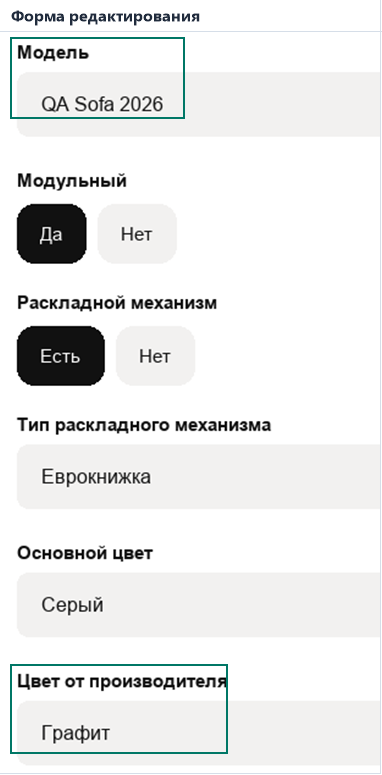 Форма редактирования
Модель
QA Sofa 2026
Модульный
Да Нет
Раскладной механизм
Есть Нет
Тип раскладного механизма
Еврокнижка
Основной цвет
Серый
Цвет от производителя
Графит